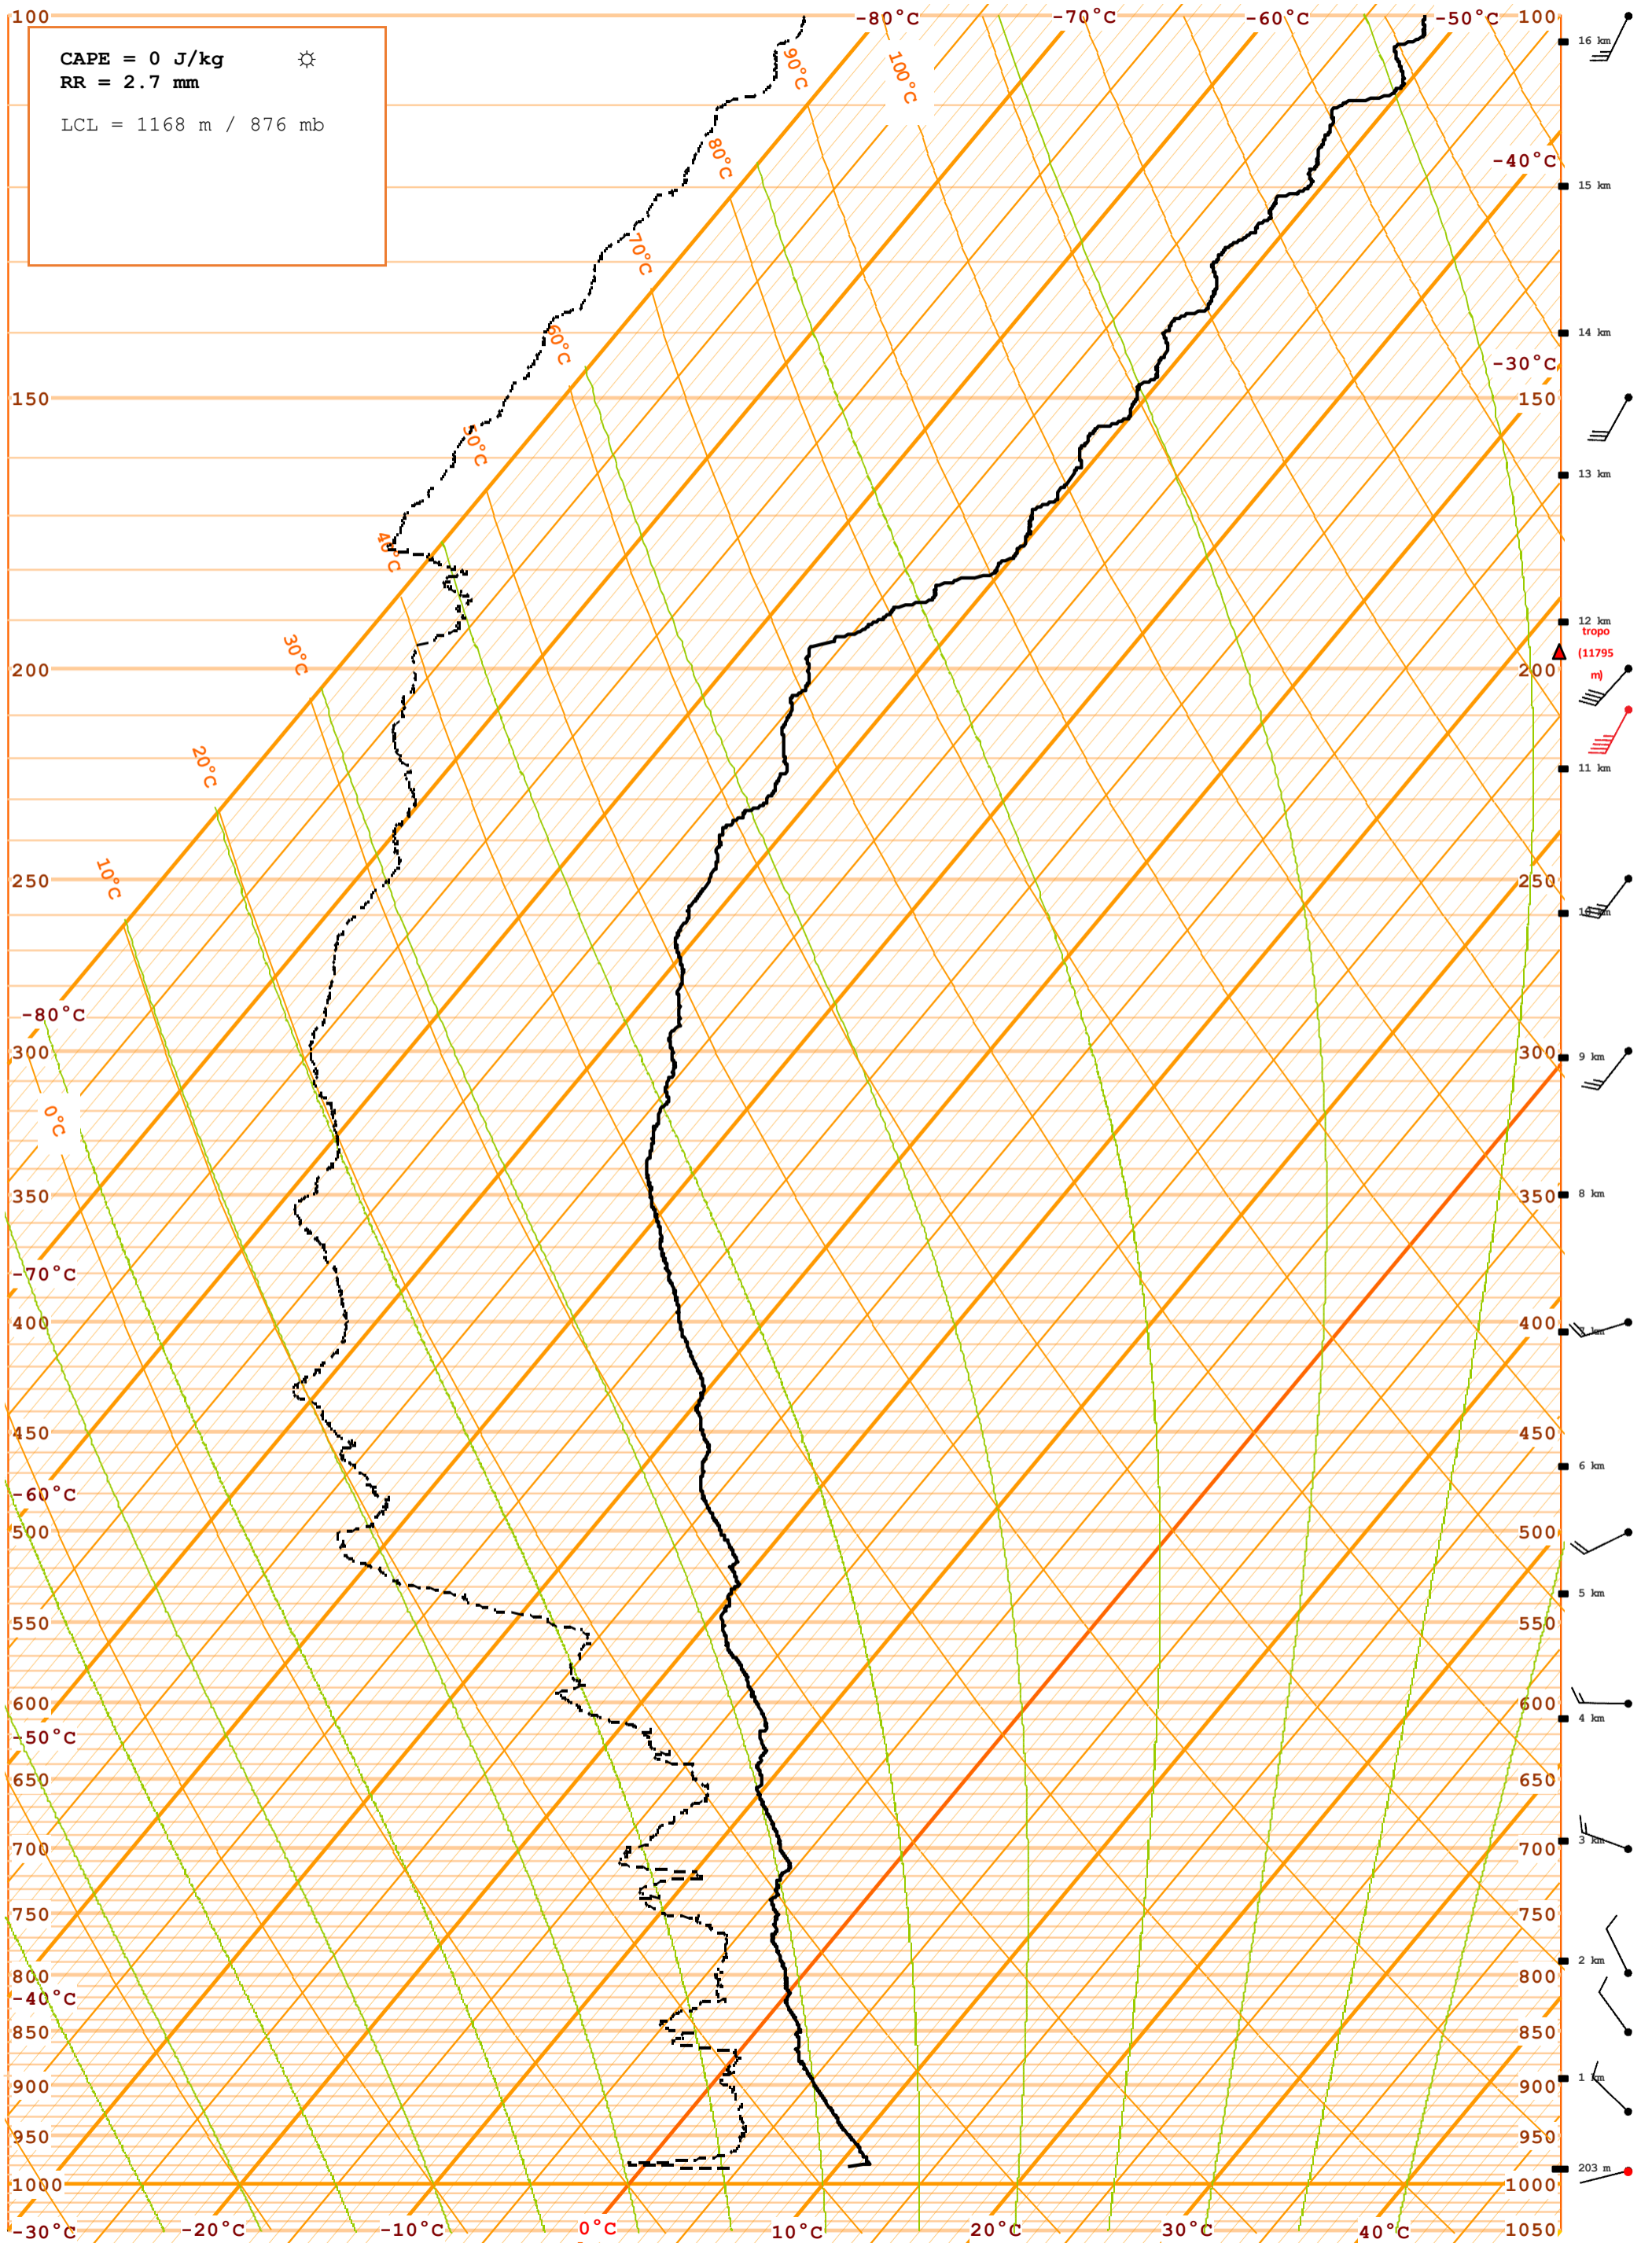 100 -80°C -70°C -60°C -50°C 100
CAPE = 0 J/kg ☼
RR = 2.7 mm
LCL = 1168 m / 876 mb
16 km
90°C
100°C
80°C
-40°C
15 km
70°C
14 km
60°C
-30°C
150 150
50°C
13 km
40°C
12 km
tropo
(11795
m)
30°C
200 200
20°C
11 km
10°C
250 250
-80°C
300 300
9 km
0°C
350 350
8 km
-70°C
400 400
450 450
6 km
-60°C
500 500
5 km
550 550
600 600
4 km
-50°C
650 650
700 700
3 km
750 750
2 km
800 800
-40°C
850 850
1 km
900 900
950 950
203 m
1000 1000
-30°C -20°C -10°C 0°C 10°C 20°C 30°C 40°C 1050